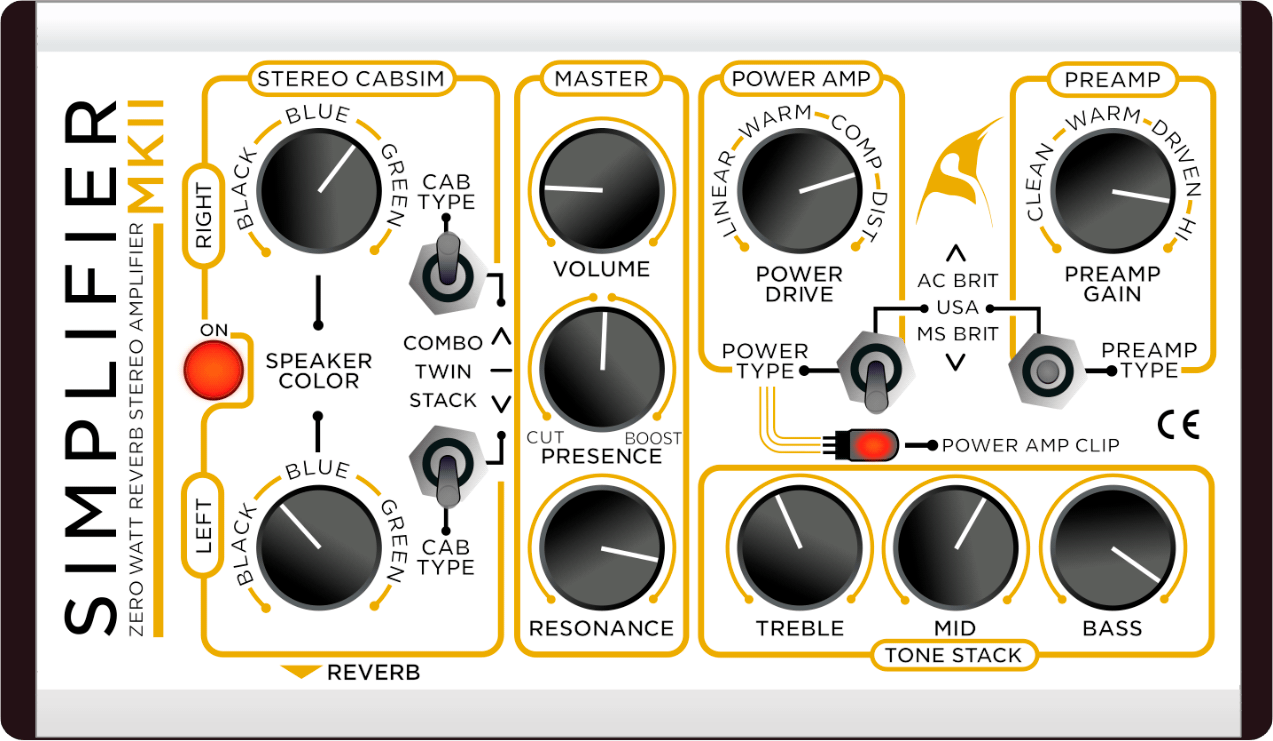 SIMPLIFIER
MKII
ZERO WATT REVERB STEREO AMPLIFIER
STEREO CABSIM
RIGHT
BLACK
BLUE
GREEN
CAB
TYPE
ON
SPEAKER
COLOR
COMBO
TWIN
STACK
LEFT
BLACK
BLUE
GREEN
CAB
TYPE
REVERB
MASTER
VOLUME
CUT
BOOST
PRESENCE
RESONANCE
POWER AMP
LINEAR
WARM
COMP
DIST
POWER
DRIVE
AC BRIT
USA
MS BRIT
POWER
TYPE
PREAMP
CLEAN
WARM
DRIVEN
HI
PREAMP
GAIN
PREAMP
TYPE
CE
POWER AMP CLIP
TREBLE
MID
BASS
TONE STACK